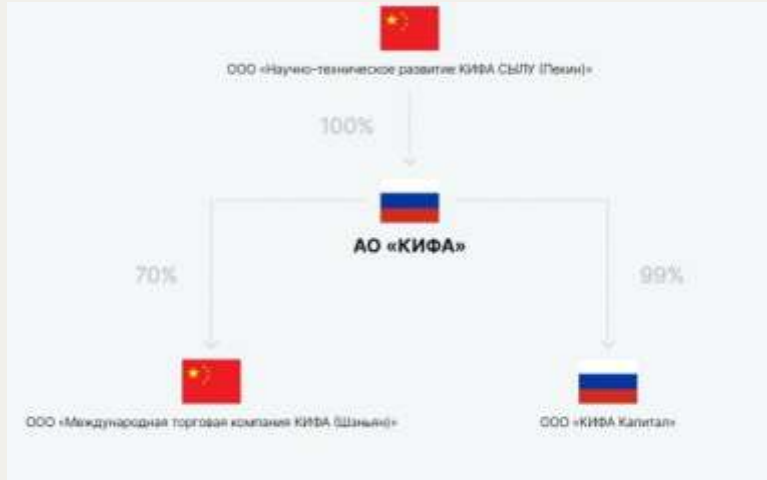 ООО «Научно-техническое развитие КИФА СЫЛУ (Пекин)»
100%
АО «КИФА»
70%
99%
ООО «Международная торговая компания КИФА (Шэньян)»
ООО «КИФА Капитал»